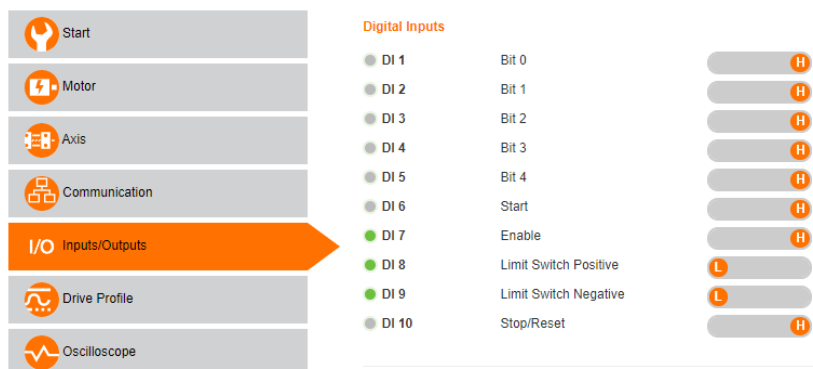 Start
Motor
Axis
Communication
I/O Inputs/Outputs
Drive Profile
Oscilloscope
Digital Inputs
DI 1 Bit 0 H
DI 2 Bit 1 H
DI 3 Bit 2 H
DI 4 Bit 3 H
DI 5 Bit 4 H
DI 6 Start H
DI 7 Enable H
DI 8 Limit Switch Positive L
DI 9 Limit Switch Negative L
DI 10 Stop/Reset H